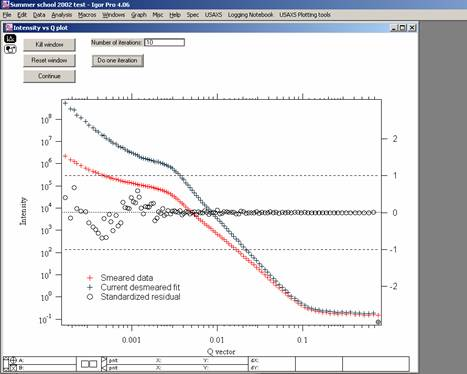 Summer school 2002 test - Igor Pro 4.06
File Edit Data Analysis Macros Windows Graph Misc Help Spec USAXS Logging Notebook USAXS Plotting tools
Intensity vs Q plot
Kill window
Number of iterations: 10
Reset window
Do one iteration
Continue
10^8
10^7
10^6
10^5
10^4
10^3
10^2
10^1
10^0
10^-1
Intensity
2
1
0
-1
-2
Smeared data
Current desmeared fit
Standardized residual
0.001
0.01
0.1
Q vector
A:
pnt
X:
Y:
dX:
B:
pnt
X:
Y:
dY: